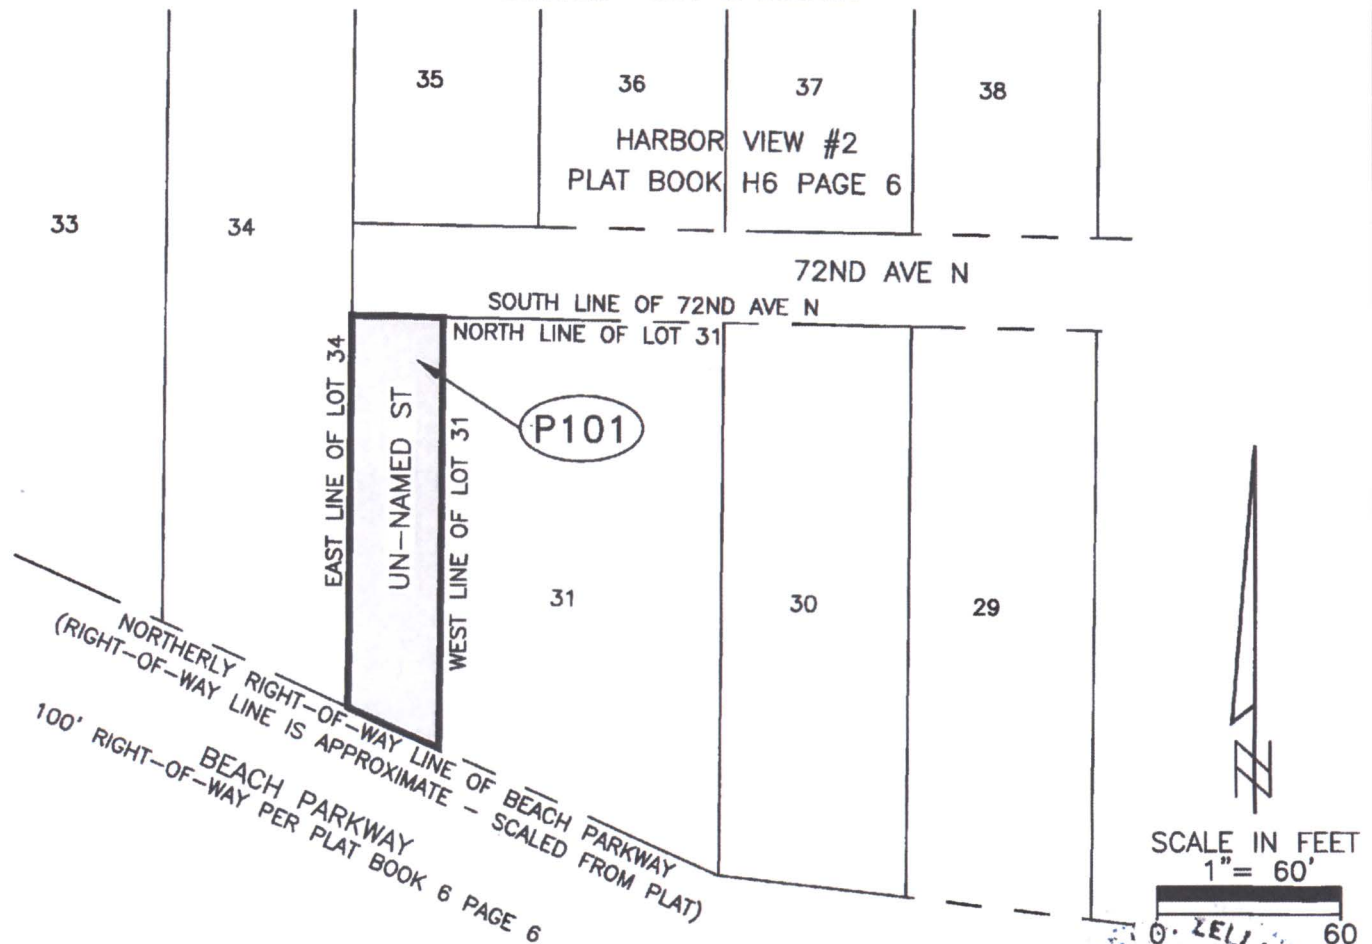 35
36
37
38
HARBOR VIEW #2
PLAT BOOK H6 PAGE 6
33
34
72ND AVE N
SOUTH LINE OF 72ND AVE N
NORTH LINE OF LOT 31
EAST LINE OF LOT 34
UN-NAMED ST
WEST LINE OF LOT 31
P101
31
30
29
NORTHERLY RIGHT-OF-WAY LINE OF BEACH PARKWAY
(RIGHT-OF-WAY LINE IS APPROXIMATE - SCALED FROM PLAT)
BEACH PARKWAY
100' RIGHT-OF-WAY PER PLAT BOOK 6 PAGE 6
N
SCALE IN FEET
1"= 60'
0 60